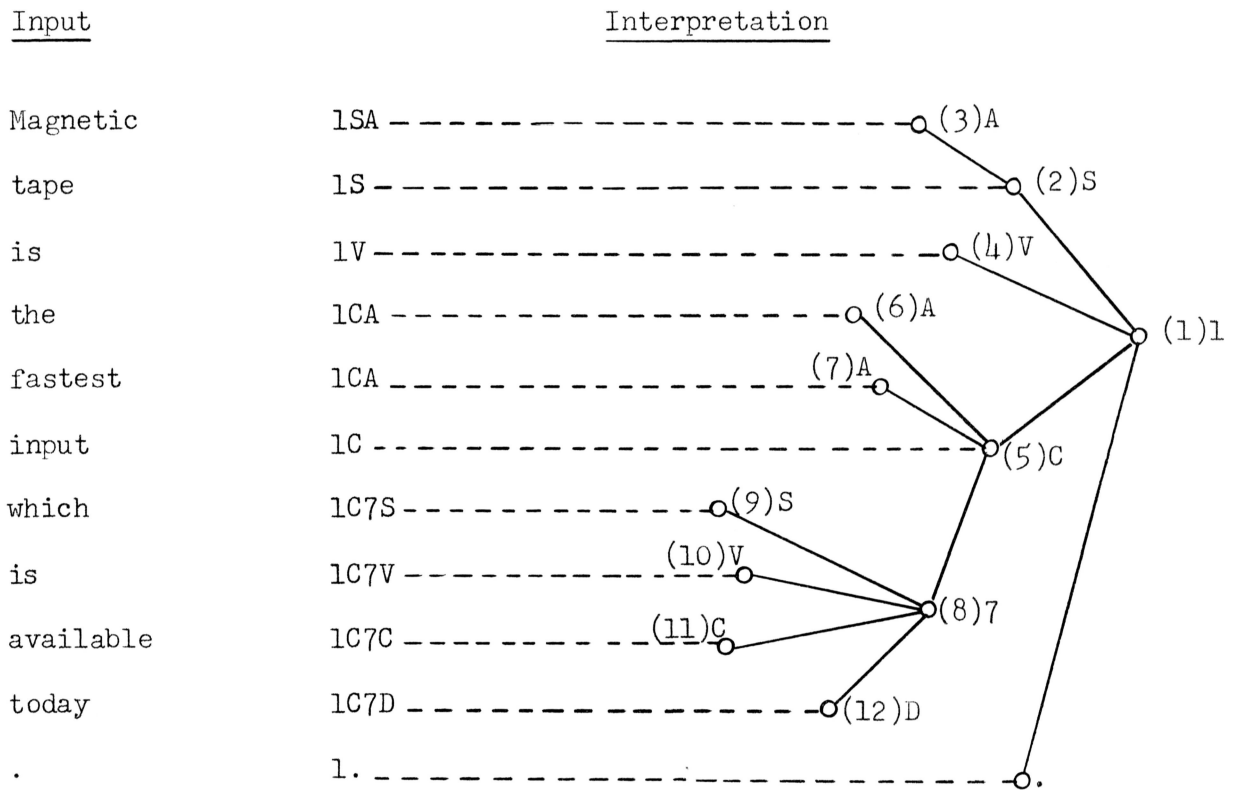 Input Interpretation
Magnetic 1SA (3)A
tape 1S (2)S
is 1V (4)V
the 1CA (6)A
(1)1
fastest 1CA (7)A
input 1C (5)C
which 1C7S (9)S
is 1C7V (10)V
(8)7
available 1C7C (11)C
today 1C7D (12)D
. 1. .